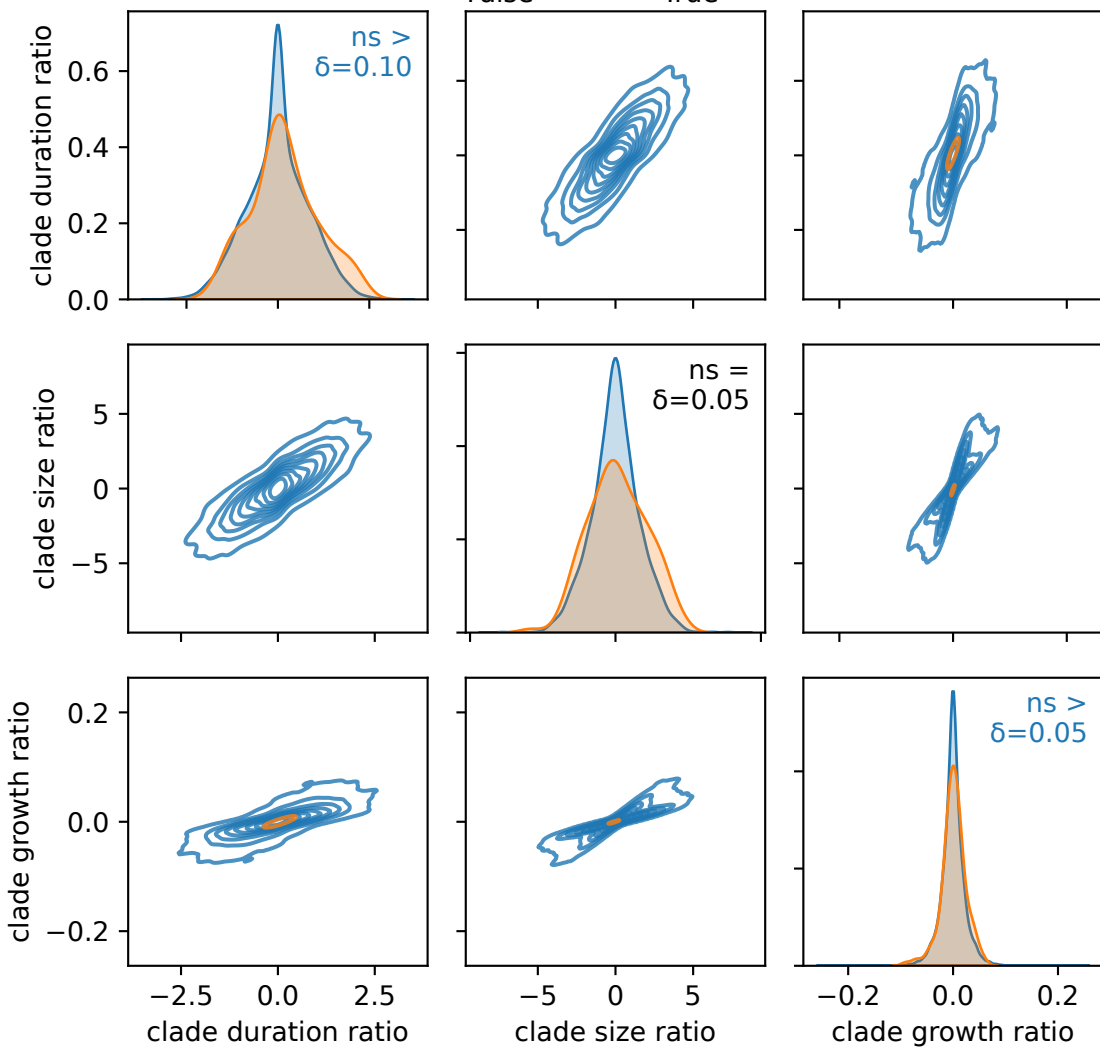 clade duration ratio
0.6
0.4
0.2
0.0
ns >
δ=0.10
clade size ratio
5
0
−5
ns =
δ=0.05
clade growth ratio
0.2
0.0
−0.2
ns >
δ=0.05
−2.5 0.0 2.5
−5 0 5
−0.2 0.0 0.2
clade duration ratio
clade size ratio
clade growth ratio